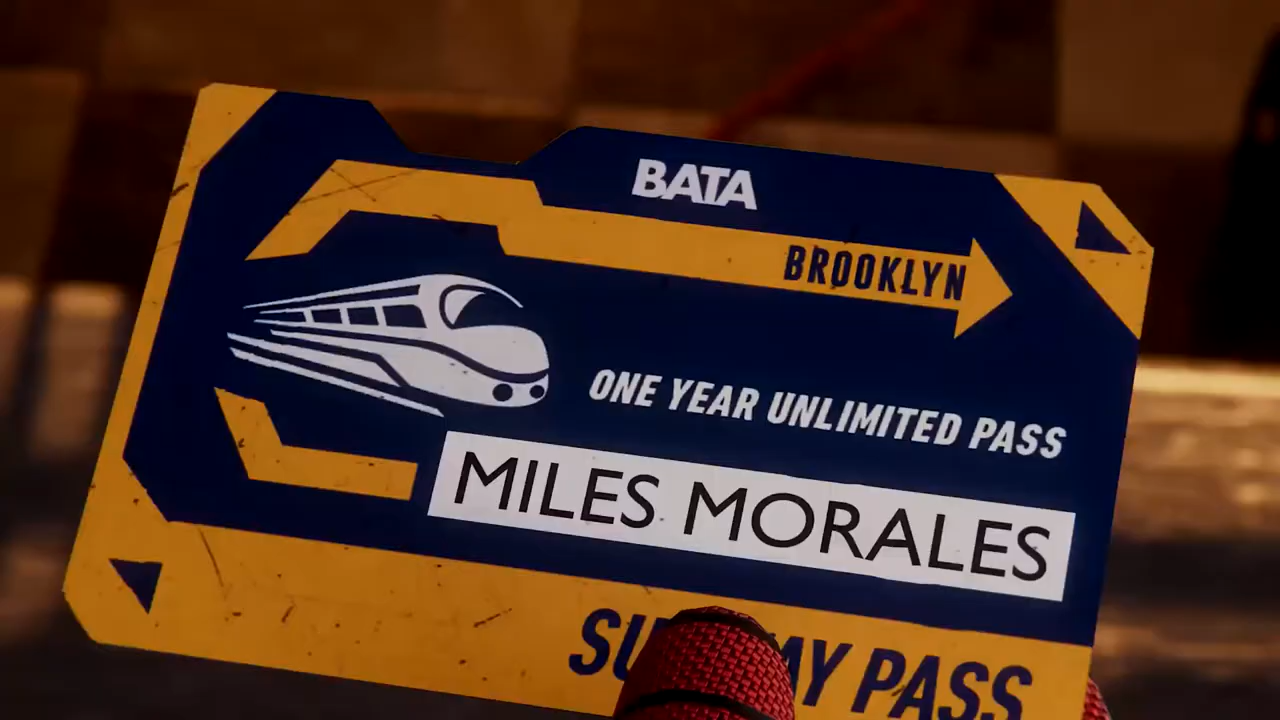 BATA
BROOKLYN
ONE YEAR UNLIMITED PASS
MILES MORALES
PASS